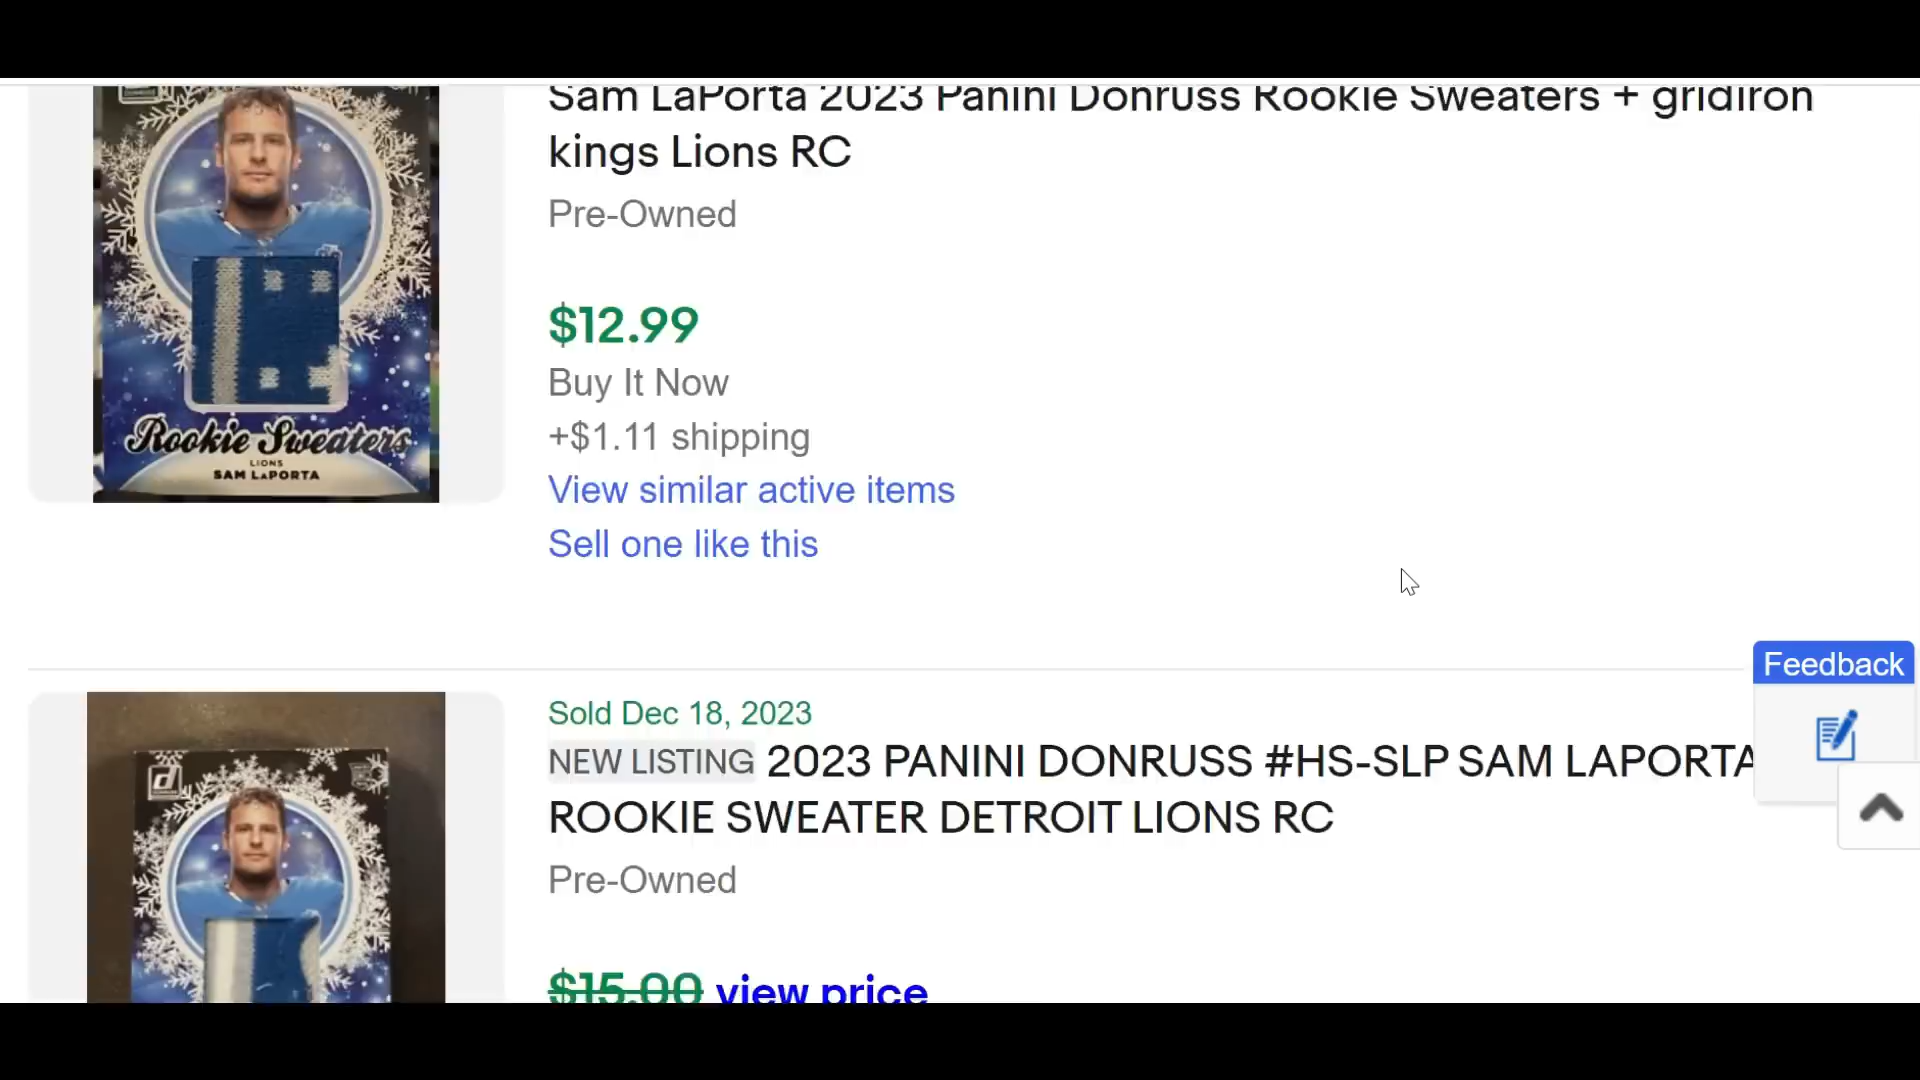 Sam LaPorta 2023 Panini Donruss Rookie Sweaters + gridiron
kings Lions RC
Pre-Owned
$12.99
Buy It Now
+$1.11 shipping
View similar active items
Sell one like this
Rookie Sweaters
LIONS
SAM LaPORTA
Feedback
Sold Dec 18, 2023
NEW LISTING 2023 PANINI DONRUSS #HS-SLP SAM LAPORTA
ROOKIE SWEATER DETROIT LIONS RC
Pre-Owned
$15.00 view price